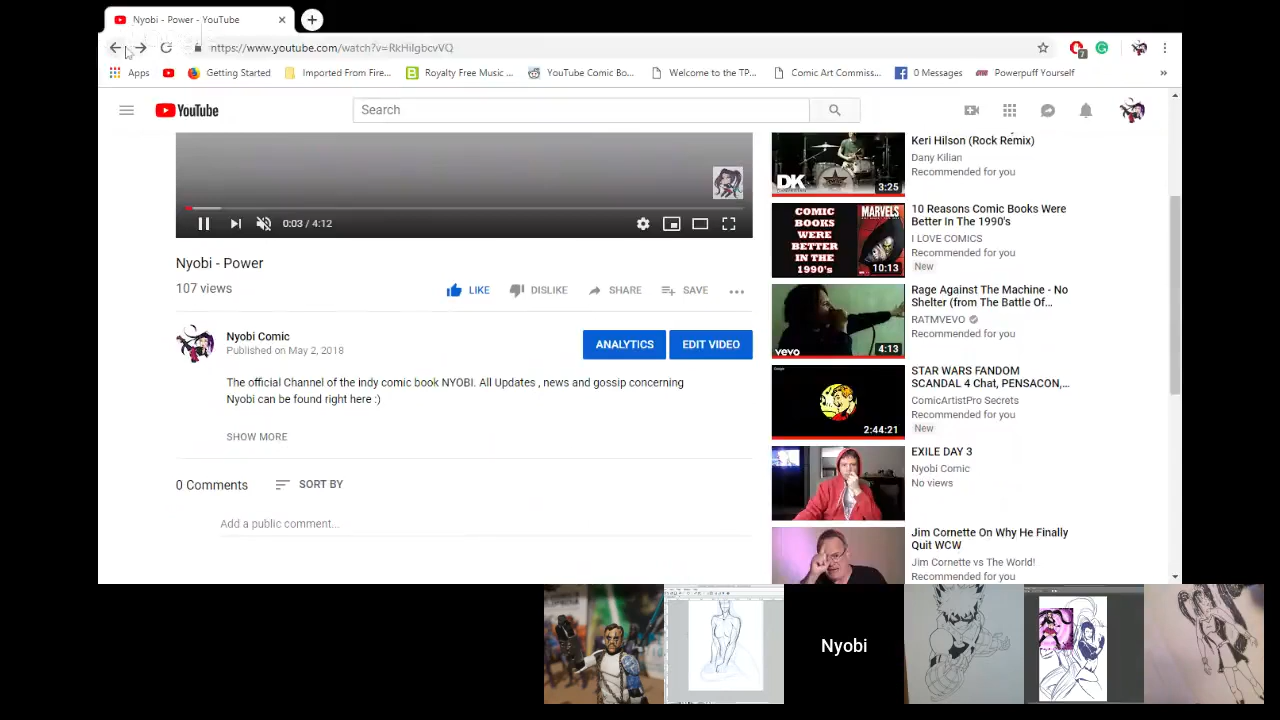 Nyobi - Power - YouTube
https://www.youtube.com/watch?v=RkHiIgbcvVQ
7
Apps
Getting Started
Imported From Fire...
Royalty Free Music ...
YouTube Comic Bo...
Welcome to the TP...
Comic Art Commiss...
0 Messages
Powerpuff Yourself
»
YouTube
Search
0:03 / 4:12
Nyobi - Power
107 views
LIKE
DISLIKE
SHARE
SAVE
Nyobi Comic
Published on May 2, 2018
ANALYTICS
EDIT VIDEO
The official Channel of the indy comic book NYOBI. All Updates , news and gossip concerning
Nyobi can be found right here :)
SHOW MORE
0 Comments
SORT BY
Add a public comment...
DK
3:25
Keri Hilson (Rock Remix)
Dany Kilian
Recommended for you
COMIC
BOOKS
WERE
BETTER
IN THE
1990's
MARVELS
10:13
10 Reasons Comic Books Were
Better In The 1990's
I LOVE COMICS
Recommended for you
New
vevo
4:13
Rage Against The Machine - No
Shelter (from The Battle Of...
RATMVEVO
Recommended for you
2:44:21
STAR WARS FANDOM
SCANDAL 4 Chat, PENSACON,...
ComicArtistPro Secrets
Recommended for you
New
EXILE DAY 3
Nyobi Comic
No views
Jim Cornette On Why He Finally
Quit WCW
Jim Cornette vs The World!
Recommended for you
Nyobi